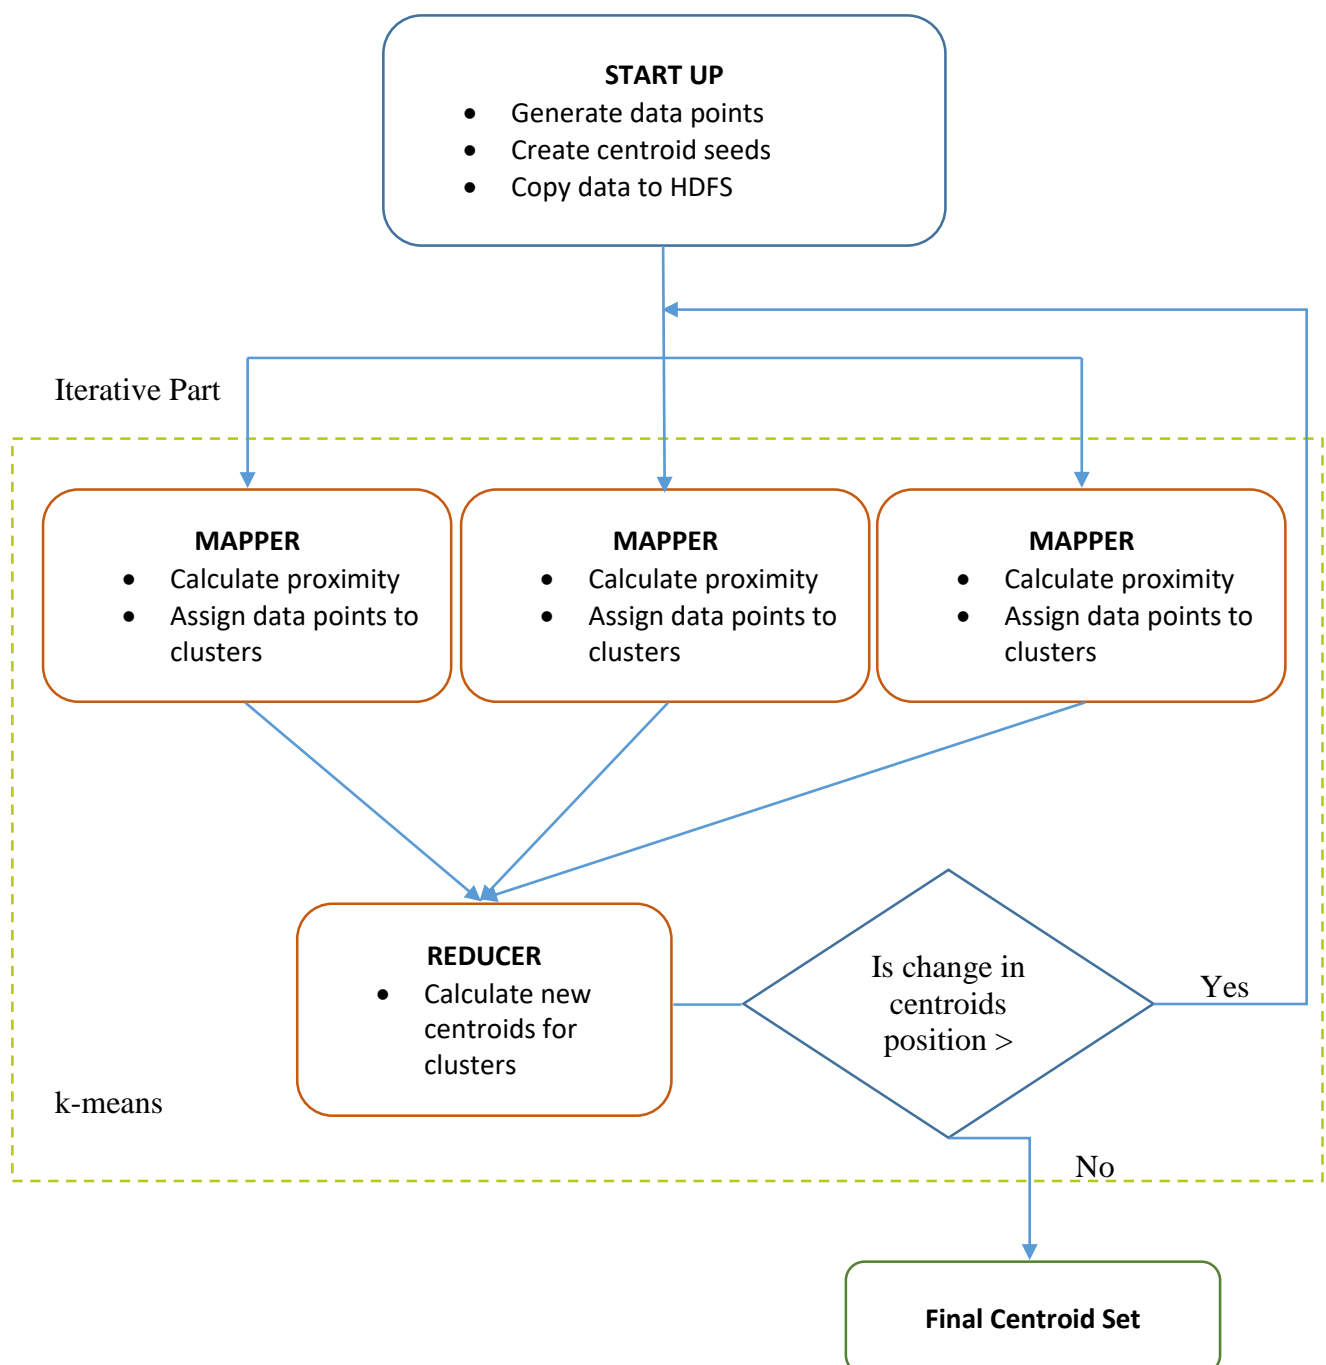 START UP
• Generate data points
• Create centroid seeds
• Copy data to HDFS
Iterative Part
MAPPER
• Calculate proximity
• Assign data points to
clusters
MAPPER
• Calculate proximity
• Assign data points to
clusters
MAPPER
• Calculate proximity
• Assign data points to
clusters
REDUCER
• Calculate new
centroids for
clusters
Is change in
centroids
position >
Yes
k-means
No
Final Centroid Set